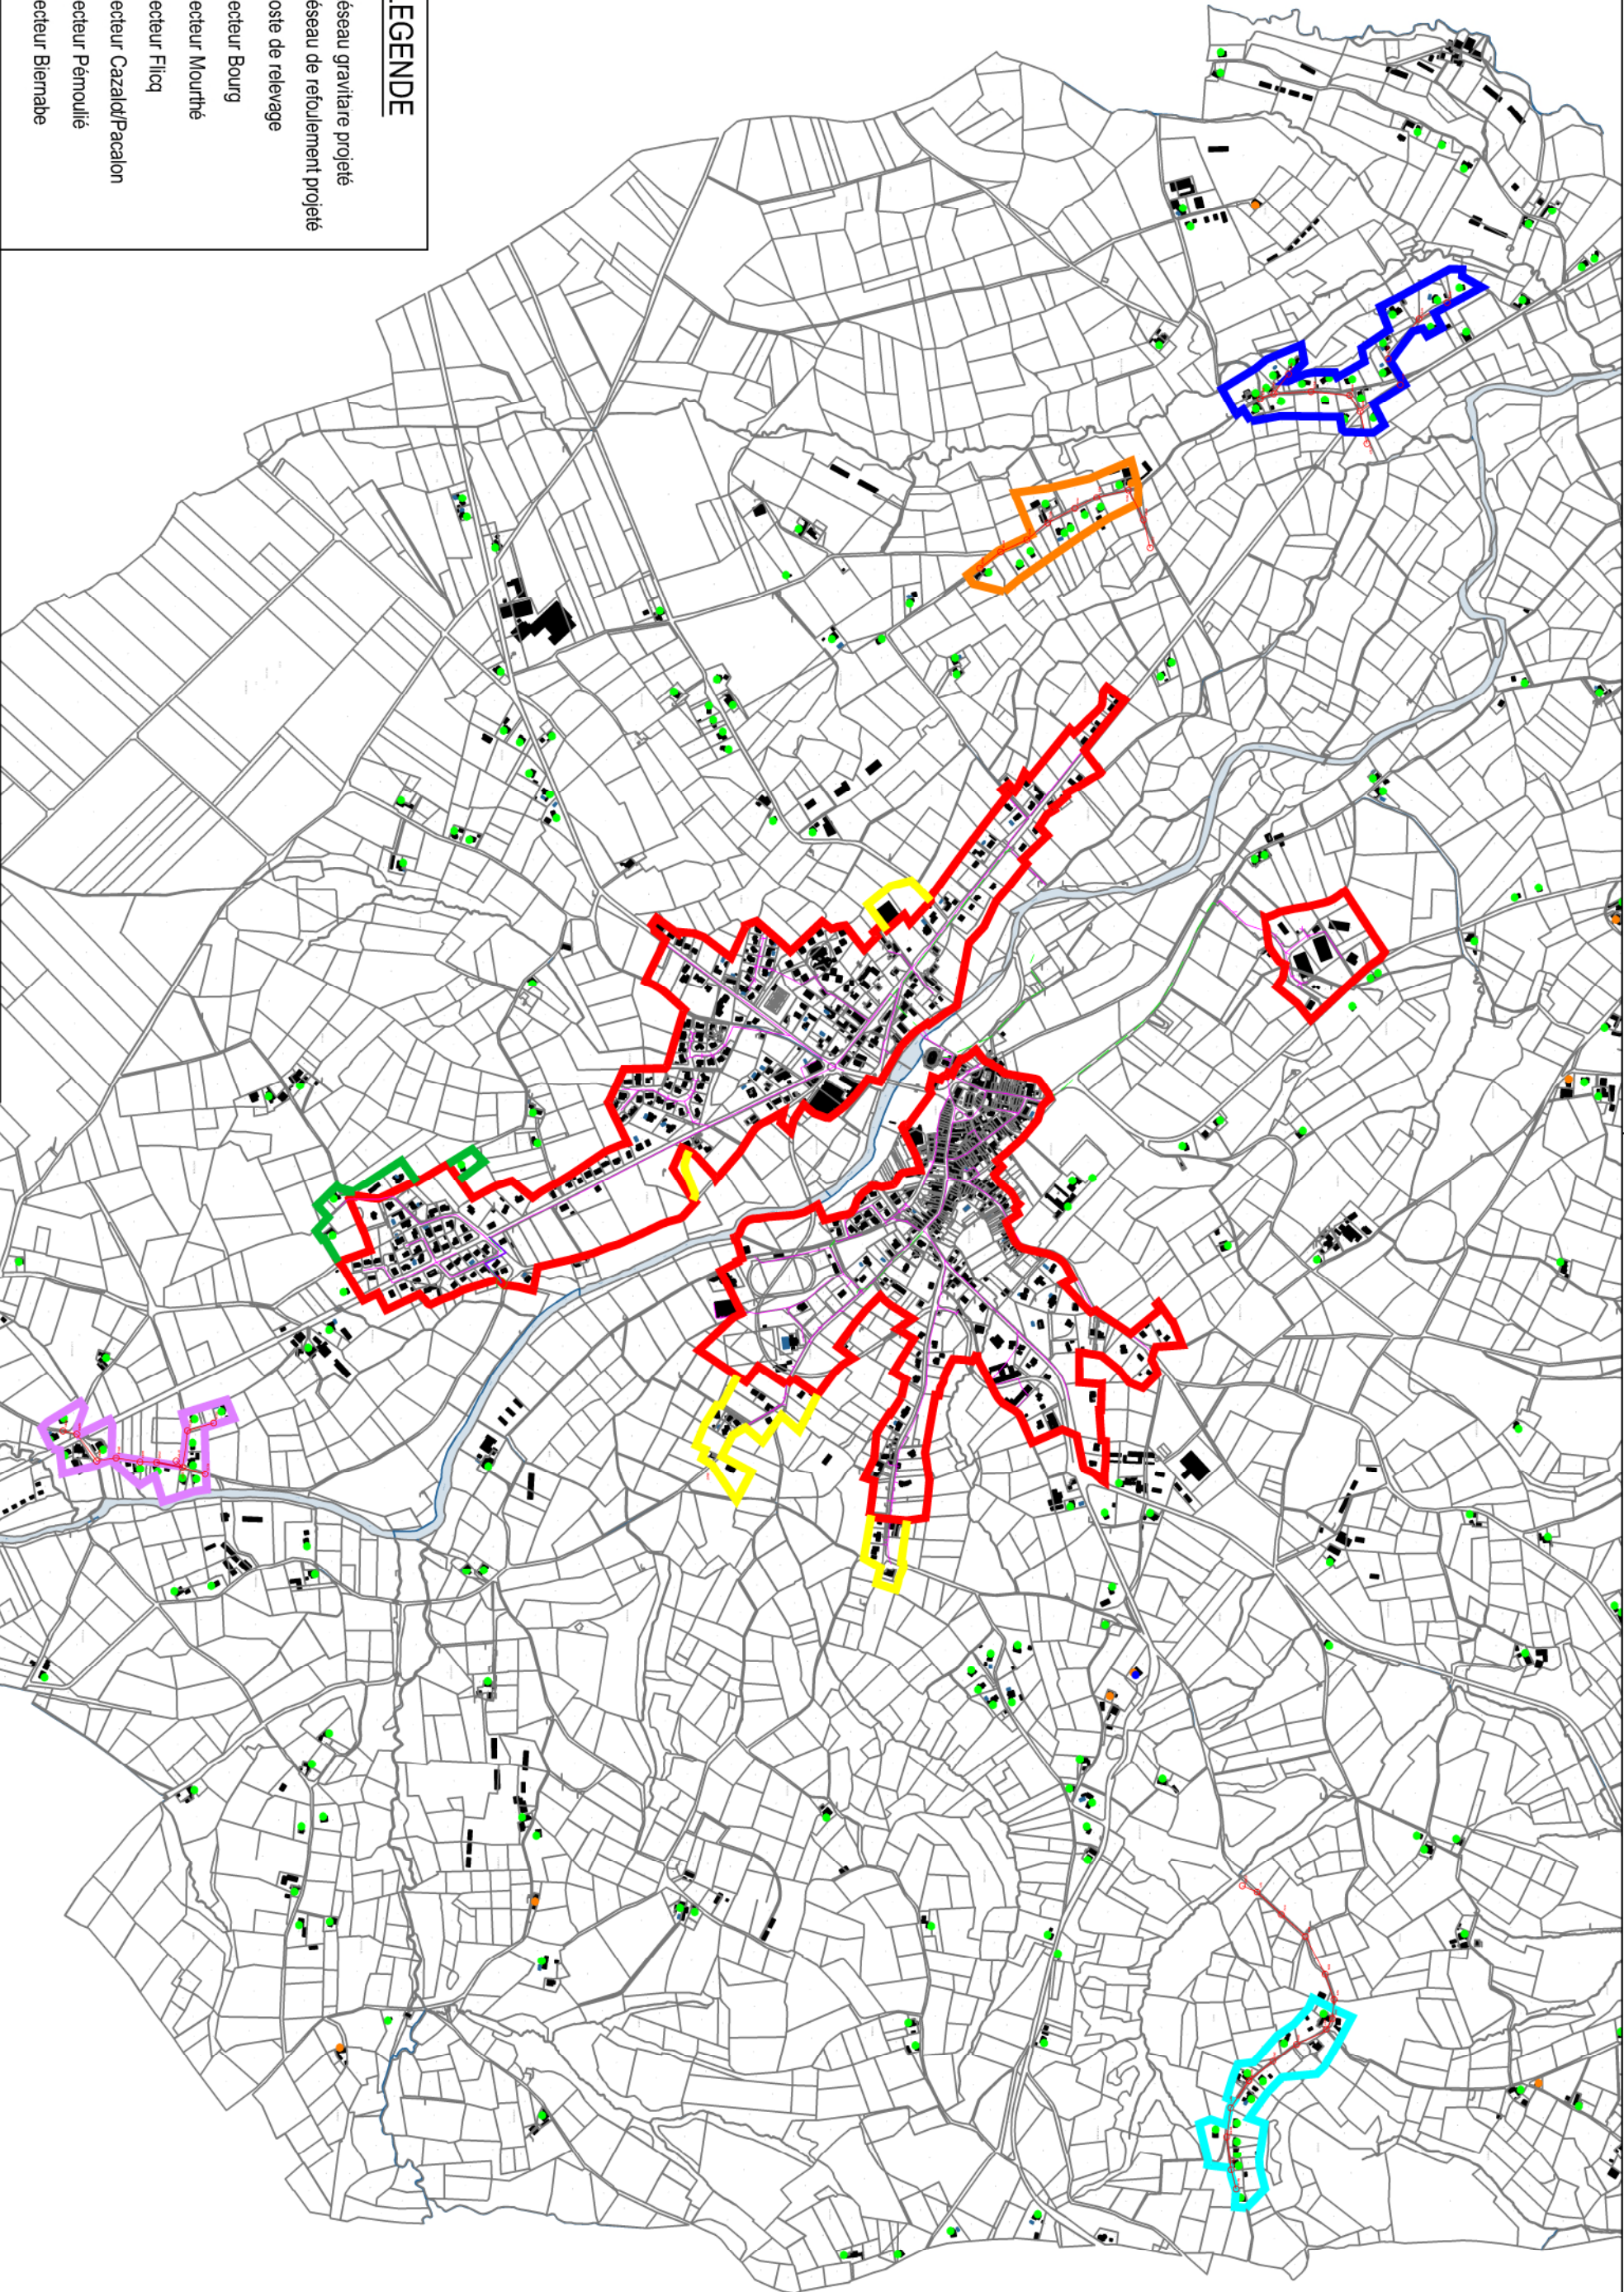 LEGENDE
éseau gravitaire projeté
éseau de refoulement projeté
oste de relevage
ecteur Bourg
ecteur Mourthé
ecteur Flicq
ecteur Cazalot/Pacalon
ecteur Pémoulié
ecteur Biernabe